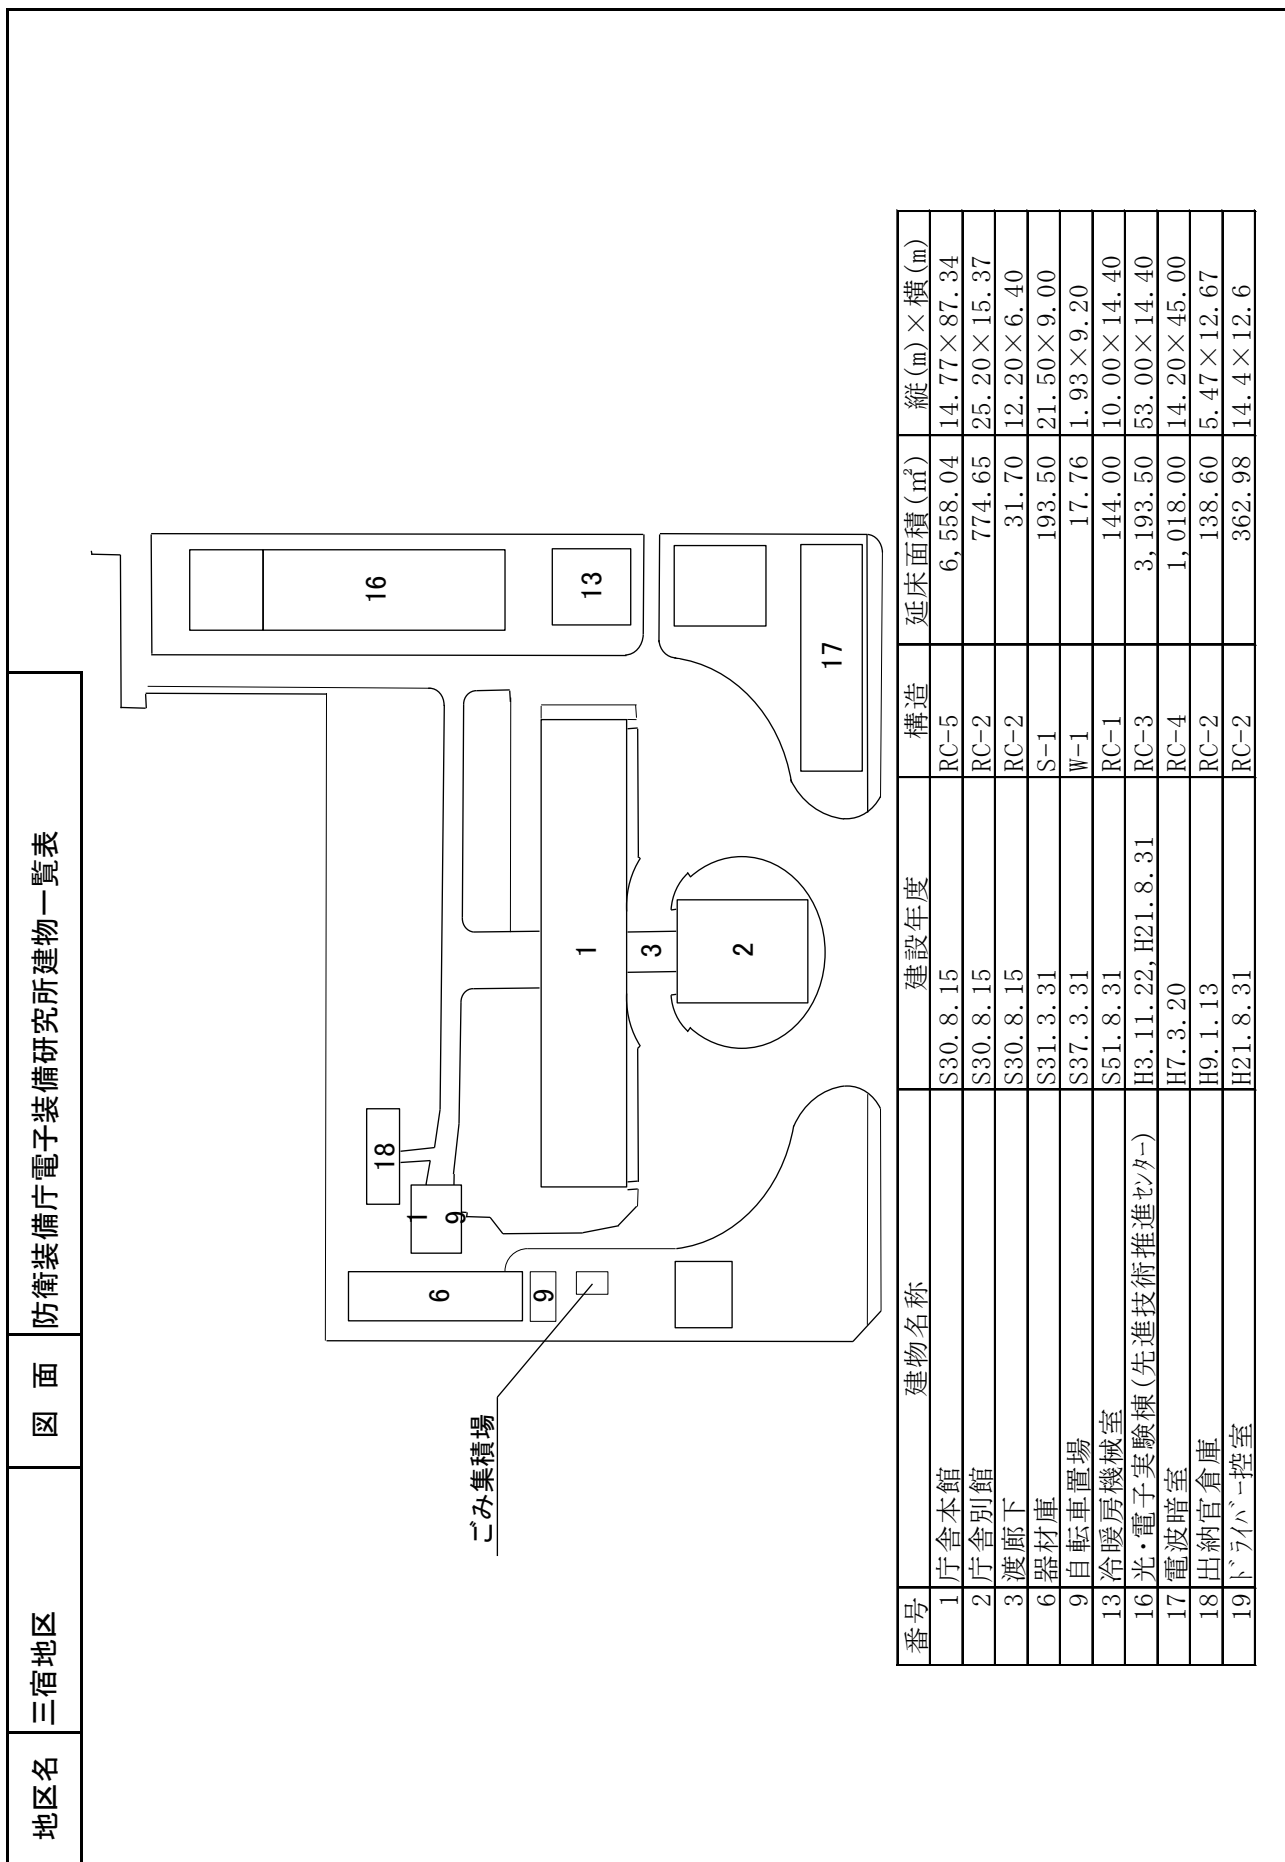 地区名 三宿地区 図 面 防衛装備庁電子装備研究所建物一覧表
16
13
17
18
19
6
9
1
3
2
ごみ集積場
番号 建物名称 建設年度 構造 延床面積(㎡) 縦(m)×横(m)
1 庁舎本館 S30.8.15 RC-5 6,558.04 14.77×87.34
2 庁舎別館 S30.8.15 RC-2 774.65 25.20×15.37
3 渡廊下 S30.8.15 RC-2 31.70 12.20×6.40
6 器材庫 S31.3.31 S-1 193.50 21.50×9.00
9 自転車置場 S37.3.31 W-1 17.76 1.93×9.20
13 冷暖房機械室 S51.8.31 RC-1 144.00 10.00×14.40
16 光・電子実験棟(先進技術推進ｾﾝﾀｰ) H3.11.22,H21.8.31 RC-3 3,193.50 53.00×14.40
17 電波暗室 H7.3.20 RC-4 1,018.00 14.20×45.00
18 出納官倉庫 H9.1.13 RC-2 138.60 5.47×12.67
19 ﾄﾞﾗｲﾊﾞｰ控室 H21.8.31 RC-2 362.98 14.4×12.6